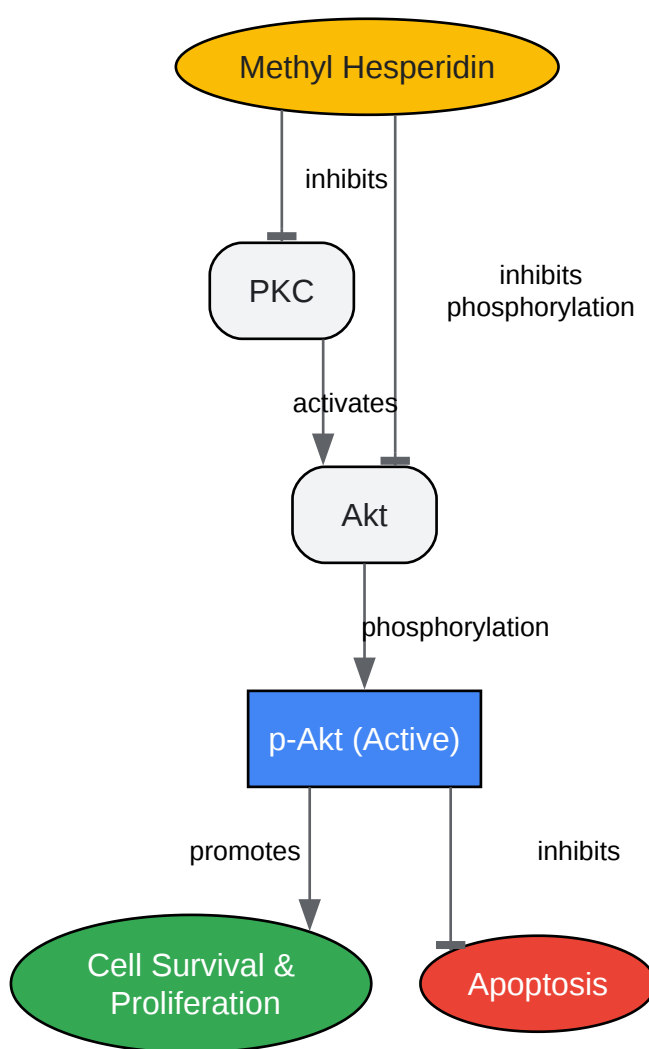 Methyl Hesperidin
inhibits
PKC
inhibits
phosphorylation
activates
Akt
phosphorylation
p-Akt (Active)
promotes
inhibits
Cell Survival &
Proliferation
Apoptosis